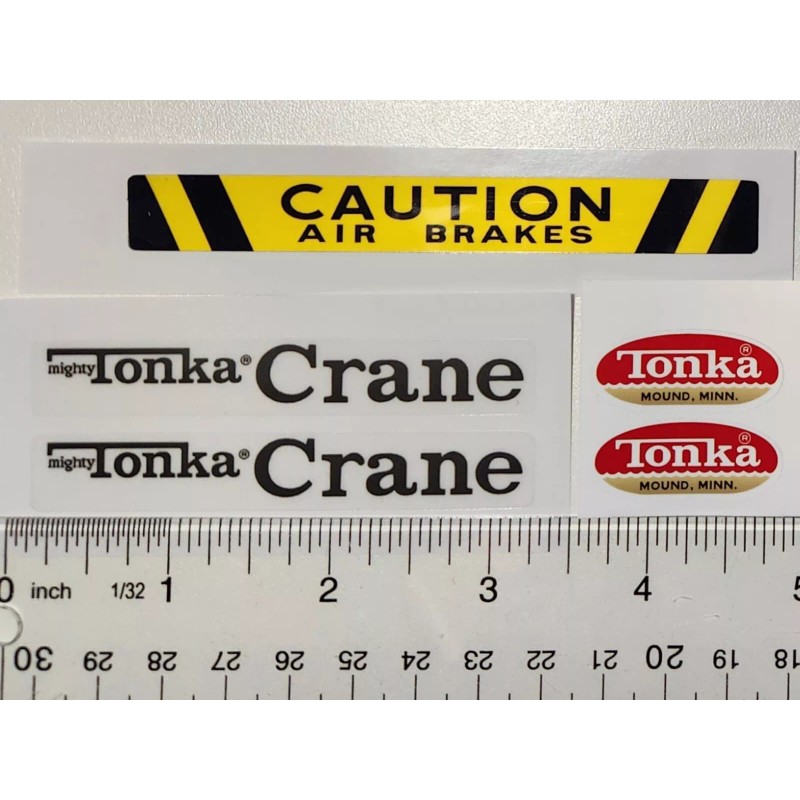 CAUTION
AIR BRAKES
mighty Tonka® Crane
mighty Tonka® Crane
Tonka®
MOUND, MINN.
Tonka®
MOUND, MINN.
0 inch 1/32 1 2 3 4 5
30 29 28 27 26 25 24 23 22 21 20 19 18